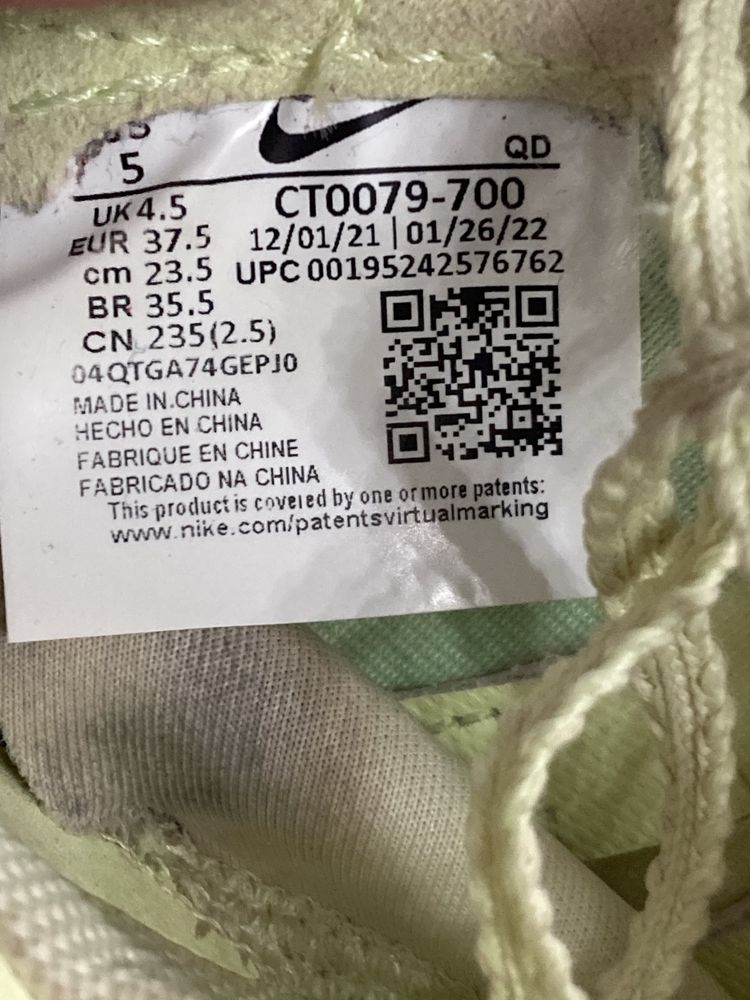 5
QD
UK 4.5
CT0079-700
EUR 37.5
12/01/21 | 01/26/22
cm 23.5
UPC 00195242576762
BR 35.5
CN 235(2.5)
04QTGA74GEPJ0
MADE IN CHINA
HECHO EN CHINA
FABRIQUE EN CHINE
FABRICADO NA CHINA
This product is covered by one or more patents:
www.nike.com/patentsvirtualmarking